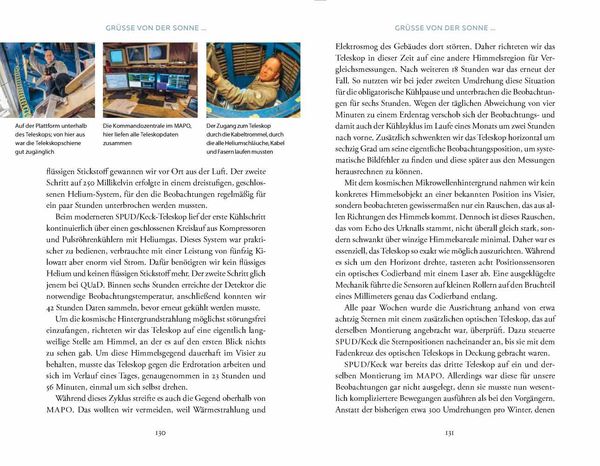 GRÜSSE VON DER SONNE ...
Auf der Plattform unterhalb
des Teleskops; von hier aus
war die Teleskopschiene
gut zugänglich
Die Kommandozentrale im MAPO,
hier liefen alle Teleskopdaten
zusammen
Der Zugang zum Teleskop
durch die Kabeltrommel, durch
die alle Heliumschläuche, Kabel
und Fasern laufen mussten
flüssigen Stickstoff gewannen wir vor Ort aus der Luft. Der zweite
Schritt auf 250 Millikelvin erfolgte in einem dreistufigen, geschlos-
senen Helium-System, für den die Beobachtungen regelmäßig für
ein paar Stunden unterbrochen werden mussten.
Beim moderneren SPUD/Keck-Teleskop lief der erste Kühlschritt
kontinuierlich über einen geschlossenen Kreislauf aus Kompressoren
und Pulsröhrenkühlern mit Heliumgas. Dieses System war prakti-
scher zu bedienen, verbrauchte mit einer Leistung von fünfzig Ki-
lowatt aber enorm viel Strom. Dafür benötigten wir kein flüssiges
Helium und keinen flüssigen Stickstoff mehr. Der zweite Schritt glich
jenem bei QUaD. Binnen sechs Stunden erreichte der Detektor die
notwendige Beobachtungstemperatur, anschließend konnten wir
42 Stunden Daten sammeln, bevor erneut gekühlt werden musste.
Um die kosmische Hintergrundstrahlung möglichst störungsfrei
einzufangen, richteten wir das Teleskop auf eine eigentlich lang-
weilige Stelle am Himmel, an der es auf den ersten Blick nichts
zu sehen gab. Um diese Himmelsgegend dauerhaft im Visier zu
behalten, musste das Teleskop gegen die Erdrotation arbeiten und
sich im Verlauf eines Tages, genaugenommen in 23 Stunden und
56 Minuten, einmal um sich selbst drehen.
Während dieses Zyklus streifte es auch die Gegend oberhalb von
MAPO. Das wollten wir vermeiden, weil Wärmestrahlung und
130
GRÜSSE VON DER SONNE ...
Elektrosmog des Gebäudes dort störten. Daher richteten wir das
Teleskop in dieser Zeit auf eine andere Himmelsregion für Ver-
gleichsmessungen. Nach weiteren 18 Stunden war das erneut der
Fall. So nutzten wir bei jeder zweiten Umdrehung diese Situation
für die obligatorische Kühlpause und unterbrachen die Beobachtun-
gen für sechs Stunden. Wegen der täglichen Abweichung von vier
Minuten zu einem Erdentag verschob sich der Beobachtungs- und
damit auch der Kühlzyklus im Laufe eines Monats um zwei Stunden
nach vorne. Zusätzlich schwenkten wir das Teleskop horizontal um
sechzig Grad um seine eigentliche Beobachtungsposition, um syste-
matische Bildfehler zu finden und diese später aus den Messungen
herausrechnen zu können.
Mit dem kosmischen Mikrowellenhintergrund nahmen wir kein
konkretes Himmelsobjekt an einer bekannten Position ins Visier,
sondern beobachteten gewissermaßen nur ein Rauschen, das aus al-
len Richtungen des Himmels kommt. Dennoch ist dieses Rauschen,
das vom Echo des Urknalls stammt, nicht überall gleich stark, son-
dern schwankt über winzige Himmelsareale minimal. Daher war es
essenziell, das Teleskop so exakt wie möglich auszurichten. Während
es sich um den Horizont drehte, tasteten acht Positionssensoren
ein optisches Codierband mit einem Laser ab. Eine ausgeklügelte
Mechanik führte die Sensoren auf kleinen Rollen auf den Bruchteil
eines Millimeters genau das Codierband entlang.
Alle paar Wochen wurde die Ausrichtung anhand von etwa
achtzig Sternen mit einem zusätzlichen optischen Teleskop, das auf
derselben Montierung angebracht war, überprüft. Dazu steuerte
SPUD/Keck die Sternpositionen nacheinander an, bis sie mit dem
Fadenkreuz des optischen Teleskops in Deckung gebracht waren.
SPUD/Keck war bereits das dritte Teleskop auf ein und der-
selben Montierung im MAPO. Allerdings war diese für unsere
Beobachtungen gar nicht ausgelegt, denn sie musste nun wesent-
lich kompliziertere Bewegungen ausführen als bei den Vorgängern.
Anstatt der bisherigen etwa 300 Umdrehungen pro Winter, denen
131